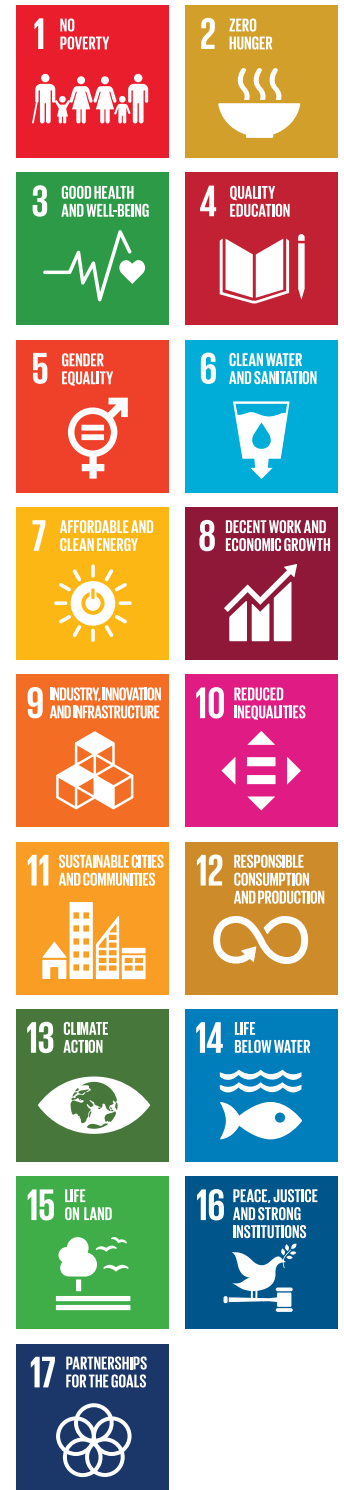 1 NO
POVERTY
2 ZERO
HUNGER
3 GOOD HEALTH
AND WELL-BEING
4 QUALITY
EDUCATION
5 GENDER
EQUALITY
6 CLEAN WATER
AND SANITATION
7 AFFORDABLE AND
CLEAN ENERGY
8 DECENT WORK AND
ECONOMIC GROWTH
9 INDUSTRY, INNOVATION
AND INFRASTRUCTURE
10 REDUCED
INEQUALITIES
11 SUSTAINABLE CITIES
AND COMMUNITIES
12 RESPONSIBLE
CONSUMPTION
AND PRODUCTION
13 CLIMATE
ACTION
14 LIFE
BELOW WATER
15 LIFE
ON LAND
16 PEACE, JUSTICE
AND STRONG
INSTITUTIONS
17 PARTNERSHIPS
FOR THE GOALS